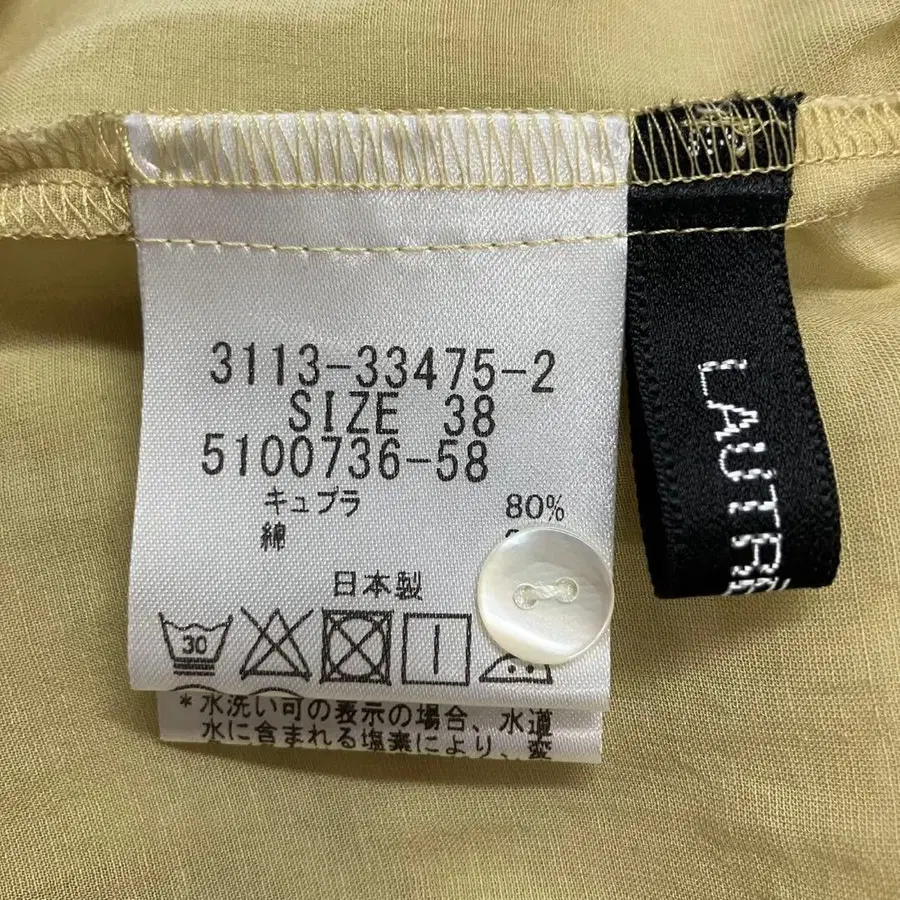 3113-33475-2
SIZE 38
5100736-58
キュプラ 80%
綿
日本製
30
*水洗い可の表示の場合、水道
水に含まれる塩素により、変
LAUTR